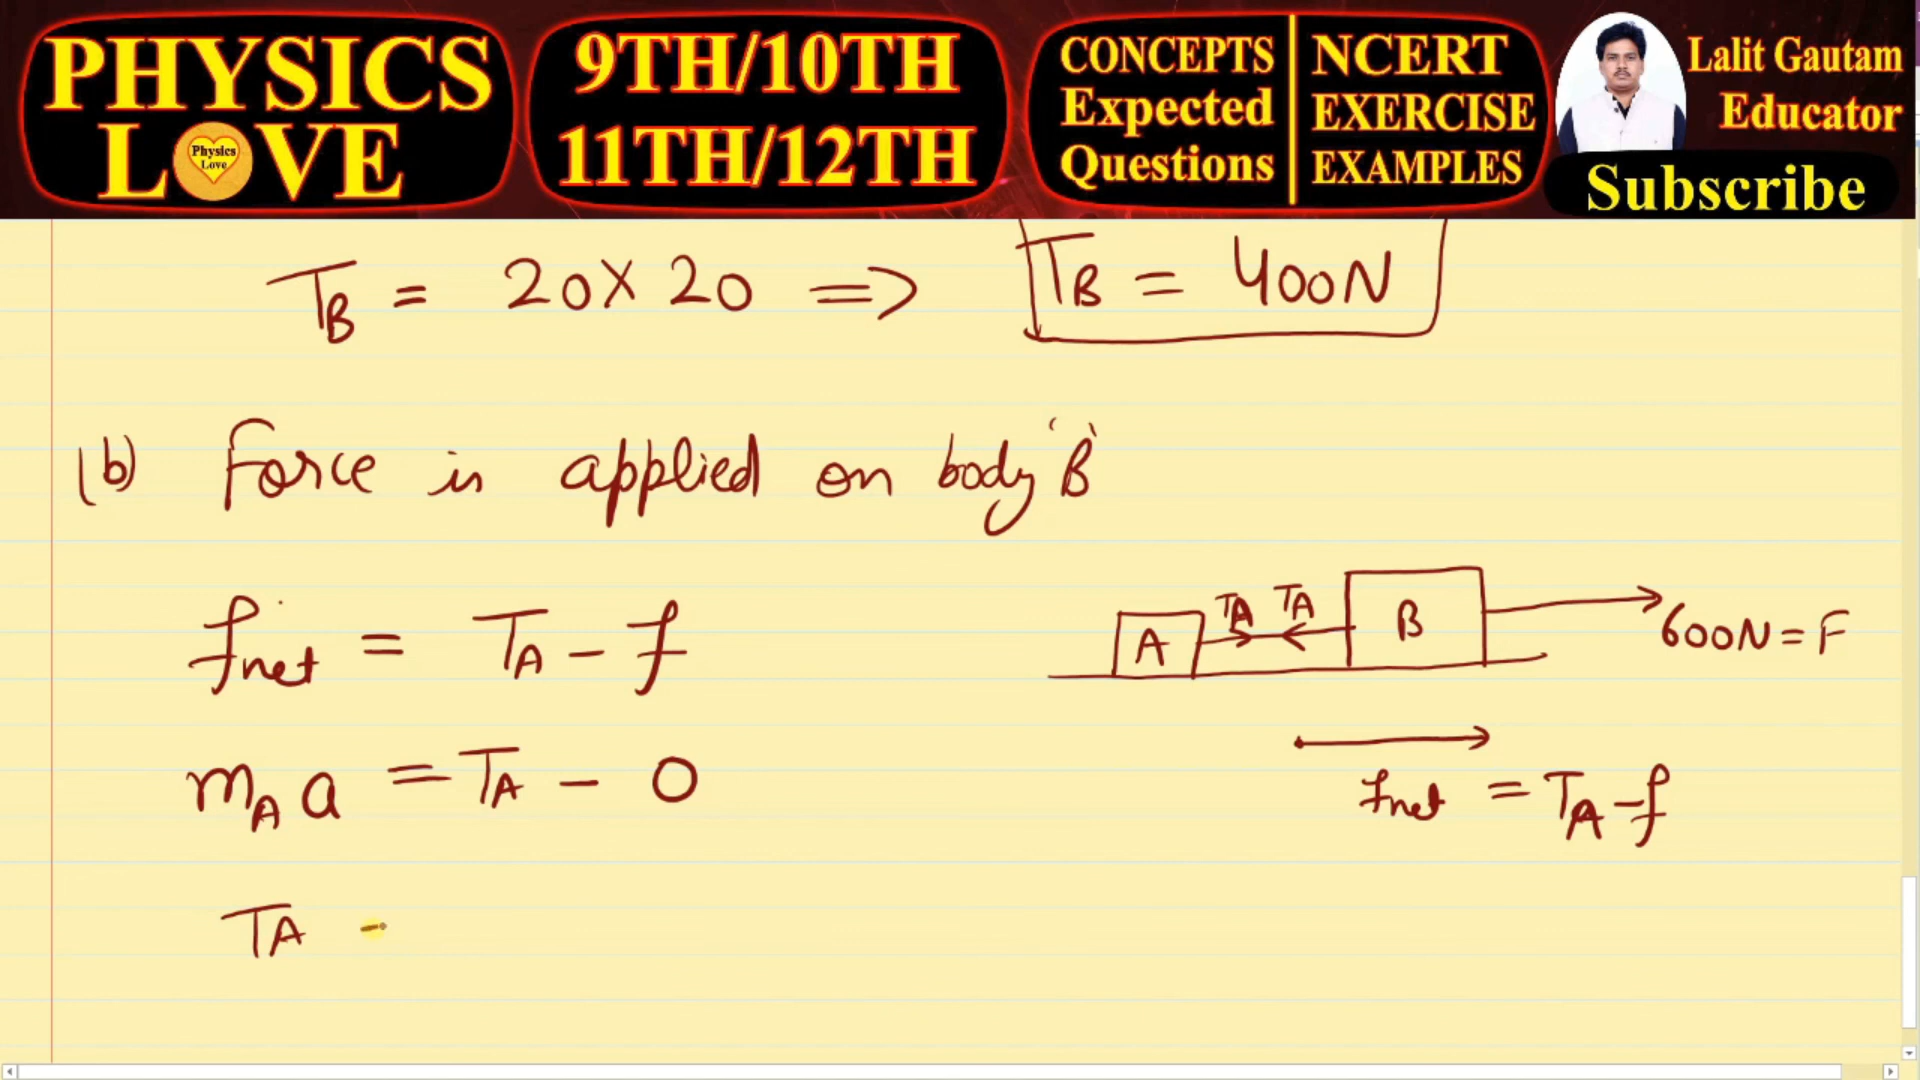 PHYSICS
LOVE
Physics
Love
9TH/10TH
11TH/12TH
CONCEPTS
Expected
Questions
NCERT
EXERCISE
EXAMPLES
Lalit Gautam
Educator
Subscribe
T_B = 20 X 20 => T_B = 400N
(b) Force is applied on body 'B'
f_net = T_A - f
A T_A T_A B 600N = F
m_A a = T_A - 0
f_net = T_A - f
T_A -